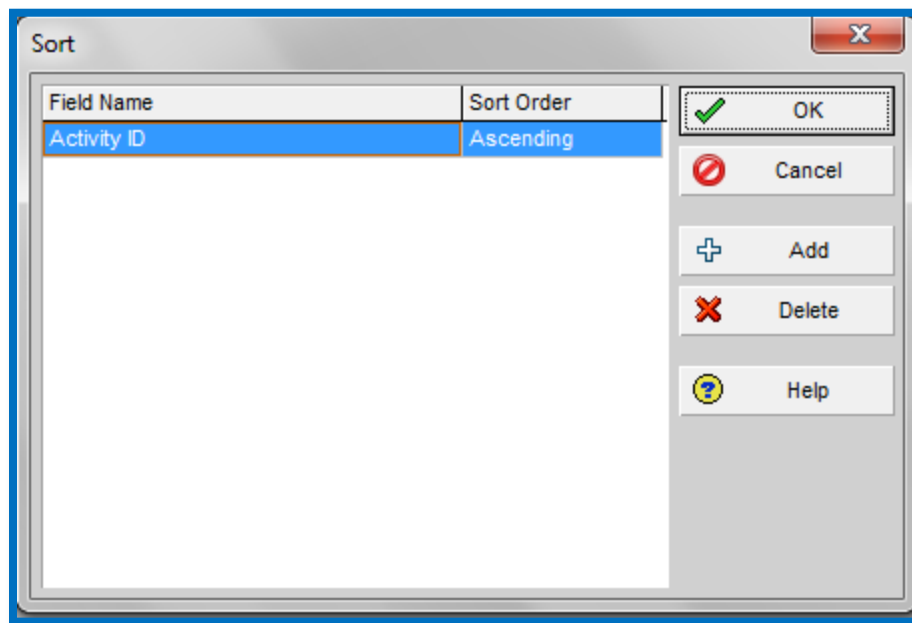 Sort
Field Name Sort Order
Activity ID Ascending
OK
Cancel
Add
Delete
Help